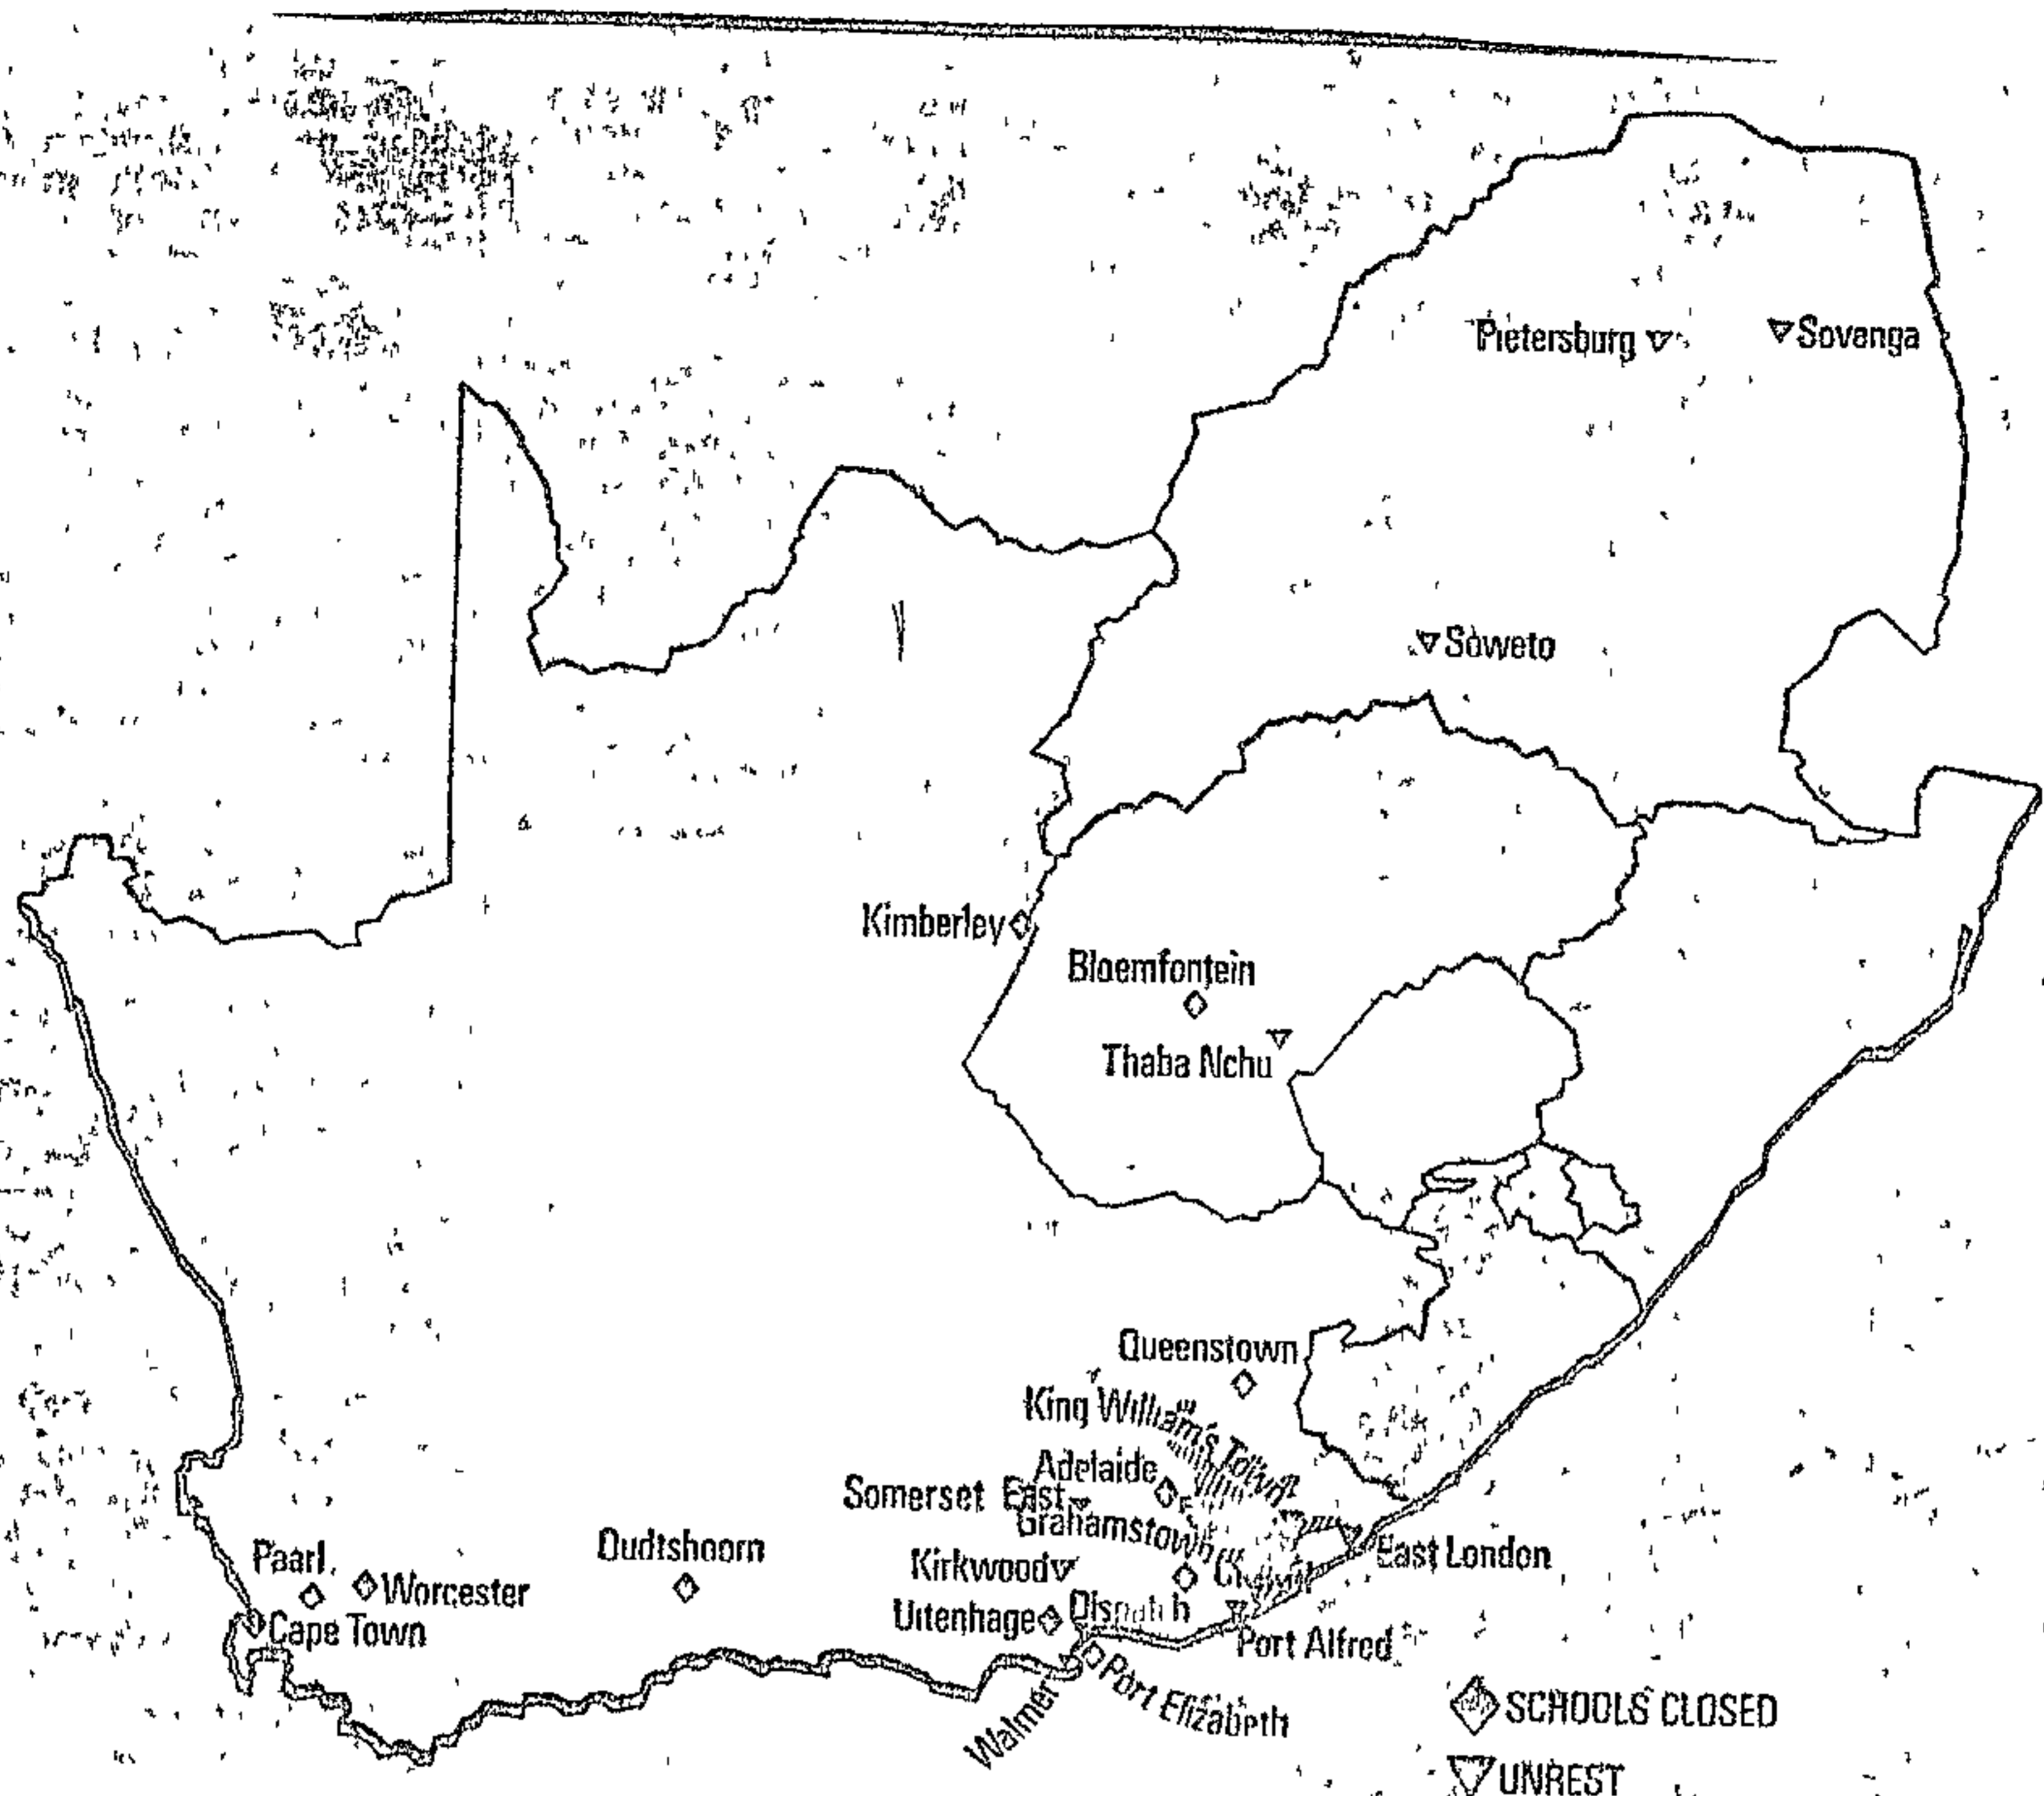 Pietersburg
Sovenga
Soweto
Kimberley
Bloemfontein
Thaba Nchu
Queenstown
King William's Town
Adelaide
Somerset East
Grahamstown
Kirkwood
East London
Oudtshoorn
Paarl
Worcester
Cape Town
Uitenhage
Port Alfred
Port Elizabeth
Walmer
SCHOOLS CLOSED
UNREST